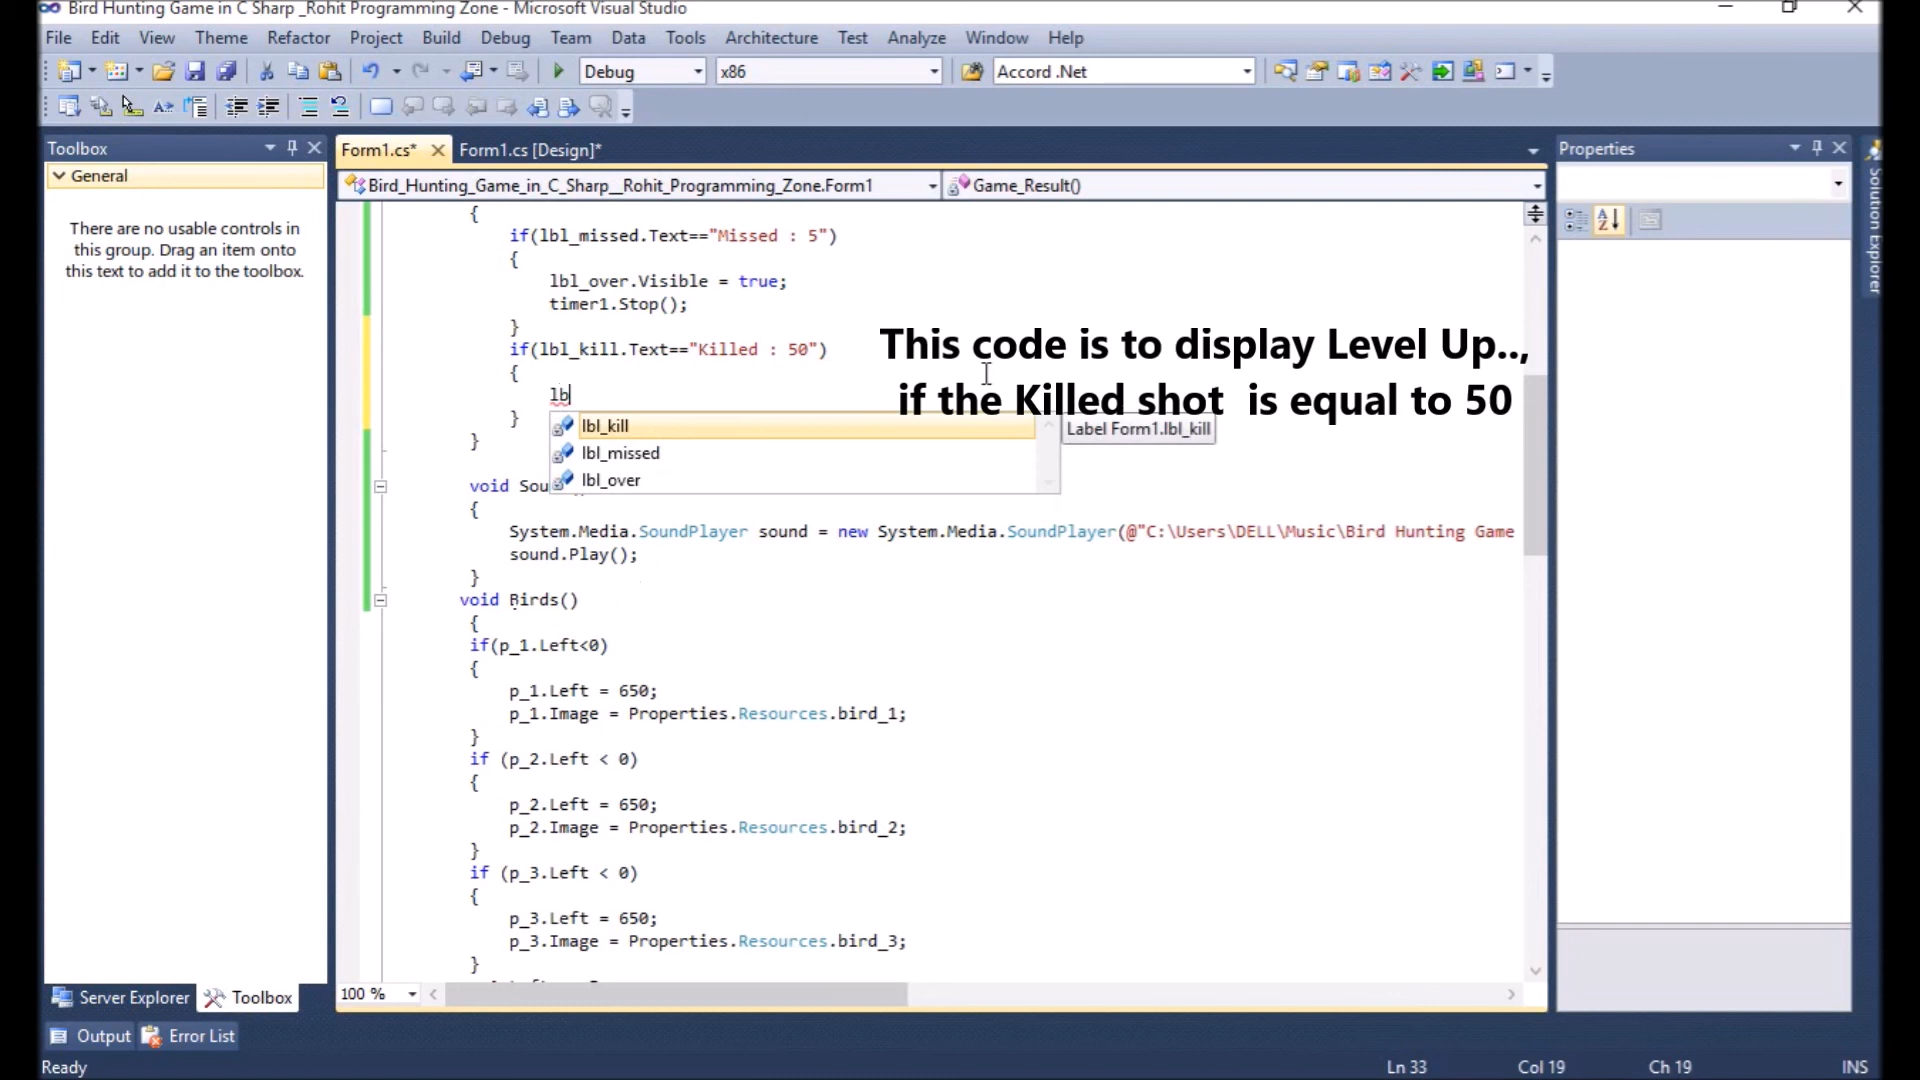 Bird Hunting Game in C Sharp _Rohit Programming Zone - Microsoft Visual Studio
File Edit View Theme Refactor Project Build Debug Team Data Tools Architecture Test Analyze Window Help
Debug x86 Accord .Net
Toolbox
General
There are no usable controls in
this group. Drag an item onto
this text to add it to the toolbox.
Server Explorer Toolbox
Form1.cs* Form1.cs [Design]*
Bird_Hunting_Game_in_C_Sharp__Rohit_Programming_Zone.Form1 Game_Result()
{
if(lbl_missed.Text=="Missed : 5")
{
lbl_over.Visible = true;
timer1.Stop();
}
if(lbl_kill.Text=="Killed : 50")
{
lb
}
}
This code is to display Level Up..,
if the Killed shot is equal to 50
lbl_kill
lbl_missed
lbl_over
Label Form1.lbl_kill
void Sou
{
System.Media.SoundPlayer sound = new System.Media.SoundPlayer(@"C:\Users\DELL\Music\Bird Hunting Game
sound.Play();
}
void Birds()
{
if(p_1.Left<0)
{
p_1.Left = 650;
p_1.Image = Properties.Resources.bird_1;
}
if (p_2.Left < 0)
{
p_2.Left = 650;
p_2.Image = Properties.Resources.bird_2;
}
if (p_3.Left < 0)
{
p_3.Left = 650;
p_3.Image = Properties.Resources.bird_3;
}
100 %
Properties
Solution Explorer
Output Error List
Ready Ln 33 Col 19 Ch 19 INS